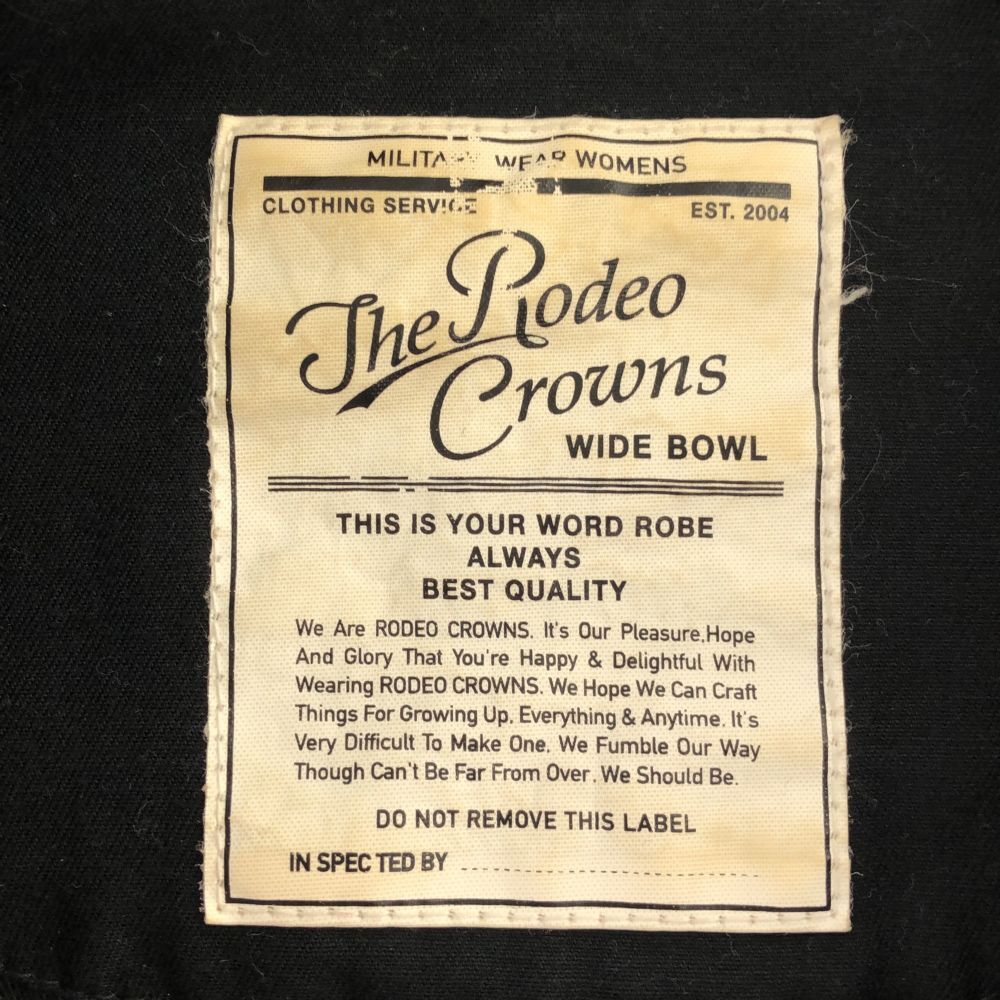 MILITARY WEAR WOMENS
CLOTHING SERVICE EST. 2004
The Rodeo
Crowns
WIDE BOWL
THIS IS YOUR WORD ROBE
ALWAYS
BEST QUALITY
We Are RODEO CROWNS. It's Our Pleasure,Hope
And Glory That You're Happy & Delightful With
Wearing RODEO CROWNS. We Hope We Can Craft
Things For Growing Up, Everything & Anytime. It's
Very Difficult To Make One. We Fumble Our Way
Though Can't Be Far From Over. We Should Be.
DO NOT REMOVE THIS LABEL
IN SPEC TED BY